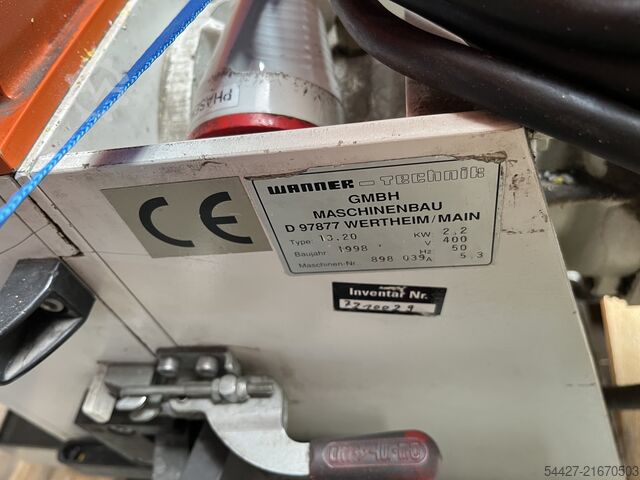 PHAS
CE
WANNER-Technik
GMBH
MASCHINENBAU
D 97877 WERTHEIM/MAIN
Type: 13.20 KW 2.2
Baujahr: 1998 V 400
Hz 50
Maschinen-Nr. 898 039 A 5.3
Inventar Nr.
54427-21670503